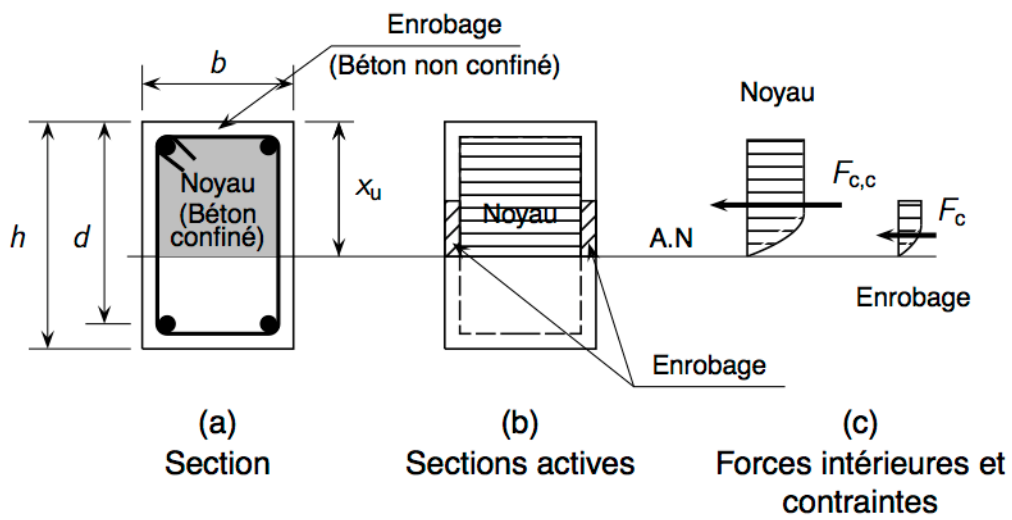 Enrobage
(Béton non confiné)
b
Noyau
(Béton
confiné)
h
d
x_u
Noyau
A.N
Noyau
F_c,c
F_c
Enrobage
Enrobage
(a)
Section
(b)
Sections actives
(c)
Forces intérieures et
contraintes